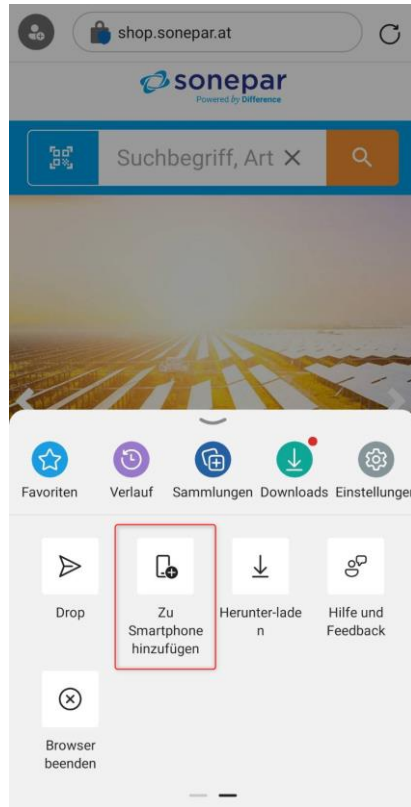 shop.sonepar.at
sonepar
Powered by Difference
Suchbegriff, Art
Favoriten Verlauf Sammlungen Downloads Einstellunger
Drop
Zu
Smartphone
hinzufügen
Herunter-lade
n
Hilfe und
Feedback
Browser
beenden